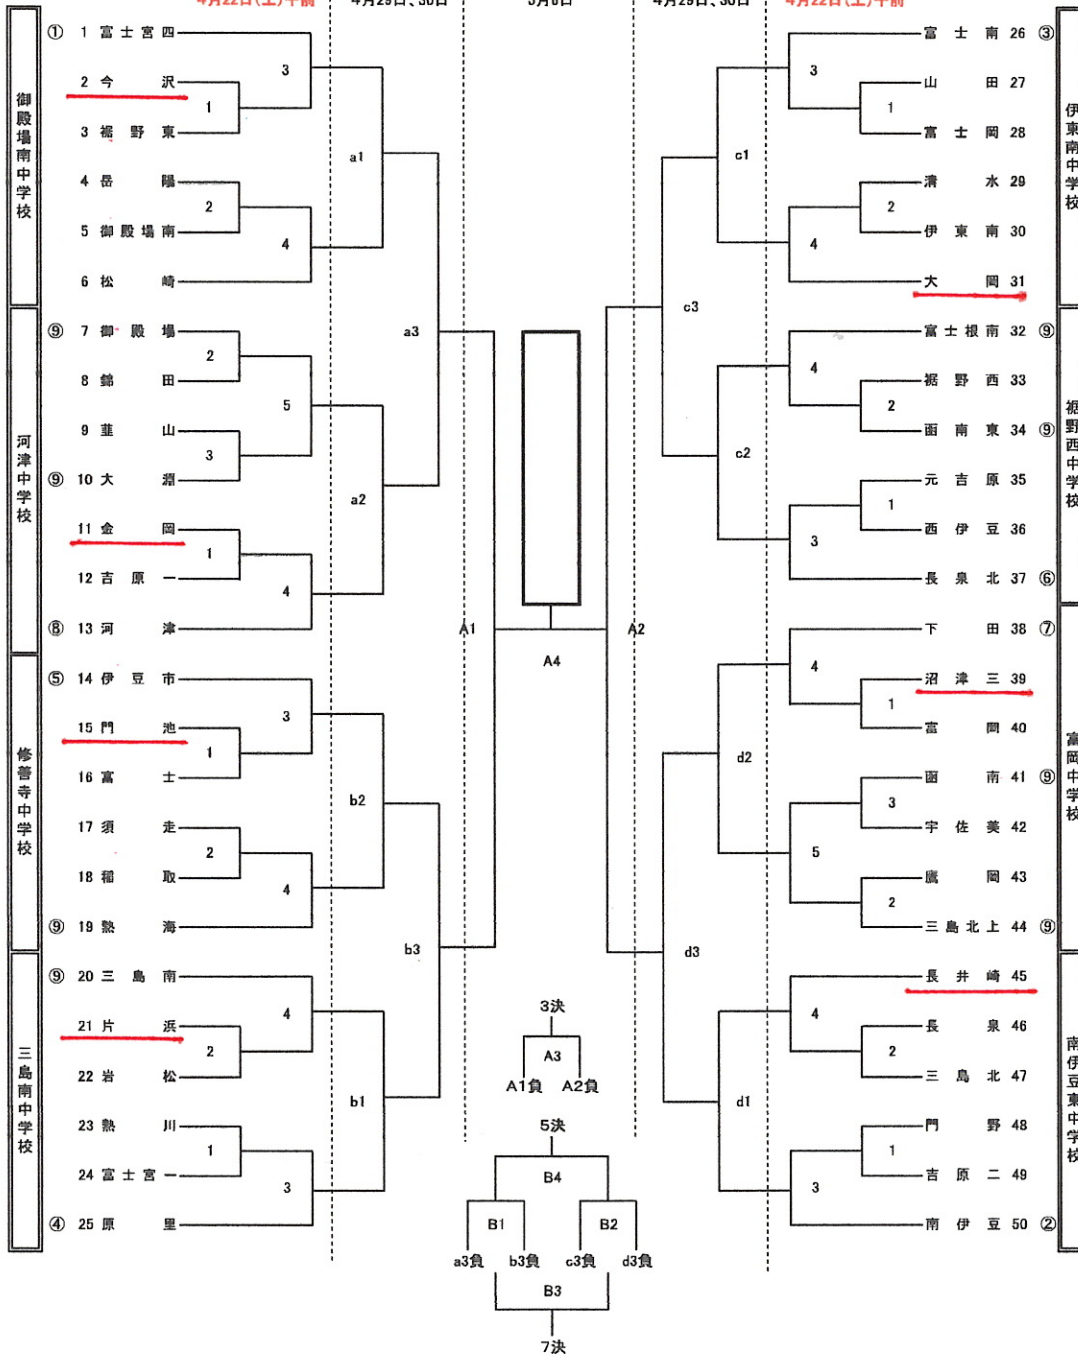 4月22日(土)午前 4月29日、30日 5月6日 4月29日、30日 4月22日(土)午前
御殿場南中学校
① 1 富士宮四
2 今沢
3 裾野東
4 岳陽
5 御殿場南
6 松崎
3
1
2
4
a1
河津中学校
⑨ 7 御殿場
8 錦田
9 韮山
⑨ 10 大淵
11 金岡
12 吉原一
⑧ 13 河津
2
5
3
1
4
a2
a3
修善寺中学校
⑤ 14 伊豆市
15 門池
16 富士
17 須走
18 稲取
⑨ 19 熱海
3
1
2
4
b2
三島南中学校
⑨ 20 三島南
21 片浜
22 岩松
23 熱川
24 富士宮一
④ 25 原里
4
2
1
3
b1
b3
A1
A4
A2
伊東南中学校
富士南 26 ③
山田 27
富士岡 28
清水 29
伊東南 30
大岡 31
3
1
2
4
c1
裾野西中学校
富士根南 32 ⑨
裾野西 33
函南東 34 ⑨
元吉原 35
西伊豆 36
長泉北 37 ⑥
4
2
1
3
c2
c3
富岡中学校
下田 38 ⑦
沼津三 39
富岡 40
函南 41 ⑨
宇佐美 42
鷹岡 43
三島北上 44 ⑨
4
1
3
5
2
d2
南伊豆東中学校
長井崎 45
長泉 46
三島北 47
門野 48
吉原二 49
南伊豆 50 ②
4
2
1
3
d1
d3
3決
A3
A1負 A2負
5決
B4
B1 B2
a3負 b3負 c3負 d3負
B3
7決